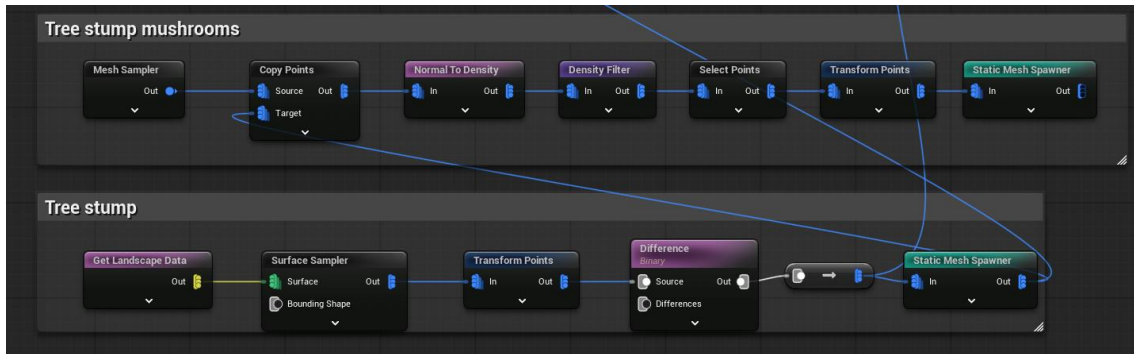 Tree stump mushrooms
Mesh Sampler
Out
Copy Points
Source Out
Target
Normal To Density
In Out
Density Filter
In Out
Select Points
In Out
Transform Points
In Out
Static Mesh Spawner
In Out
Tree stump
Get Landscape Data
Out
Surface Sampler
Surface Out
Bounding Shape
Transform Points
In Out
Difference
Binary
Source Out
Differences
Static Mesh Spawner
In Out